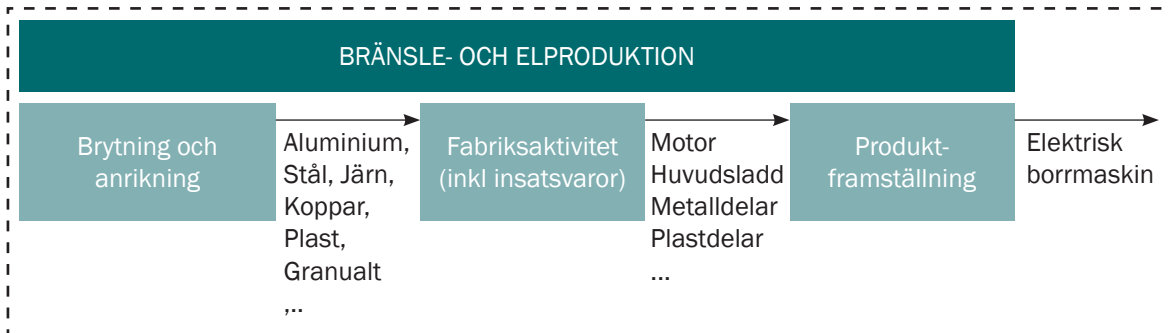 BRÄNSLE- OCH ELPRODUKTION
Brytning och
anrikning
Aluminium,
Stål, Järn,
Koppar,
Plast,
Granualt
,..
Fabriksaktivitet
(inkl insatsvaror)
Motor
Huvudsladd
Metalldelar
Plastdelar
...
Produkt-
framställning
Elektrisk
borrmaskin